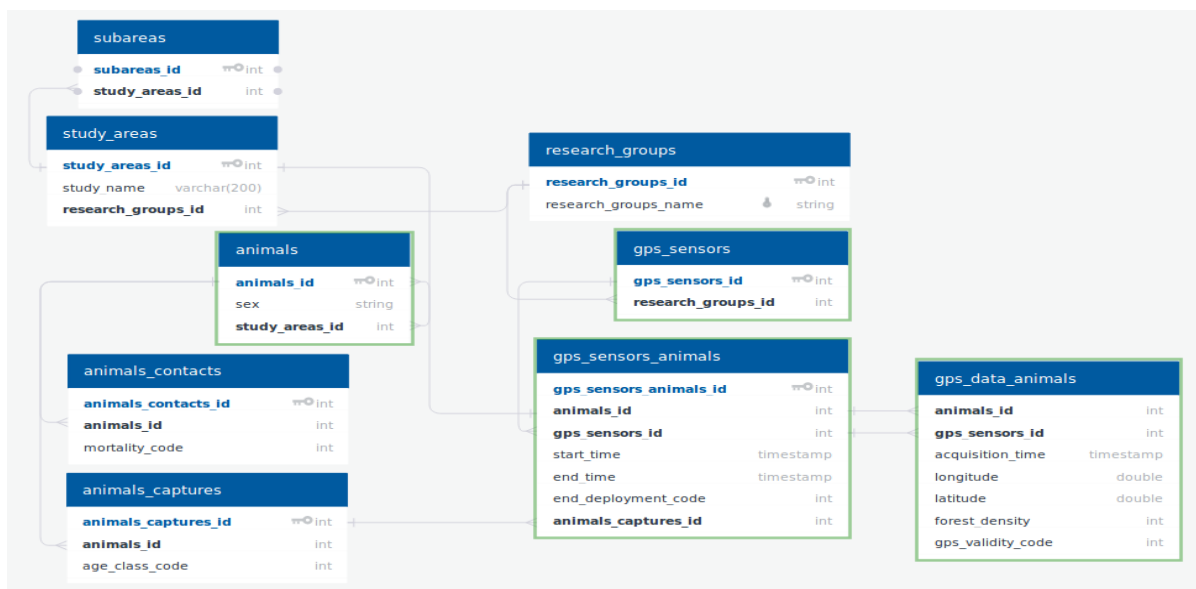 subareas
subareas_id int
study_areas_id int
study_areas
study_areas_id int
study_name varchar(200)
research_groups_id int
research_groups
research_groups_id int
research_groups_name string
animals
animals_id int
sex string
study_areas_id int
gps_sensors
gps_sensors_id int
research_groups_id int
animals_contacts
animals_contacts_id int
animals_id int
mortality_code int
gps_sensors_animals
gps_sensors_animals_id int
animals_id int
gps_sensors_id int
start_time timestamp
end_time timestamp
end_deployment_code int
animals_captures_id int
gps_data_animals
animals_id int
gps_sensors_id int
acquisition_time timestamp
longitude double
latitude double
forest_density int
gps_validity_code int
animals_captures
animals_captures_id int
animals_id int
age_class_code int